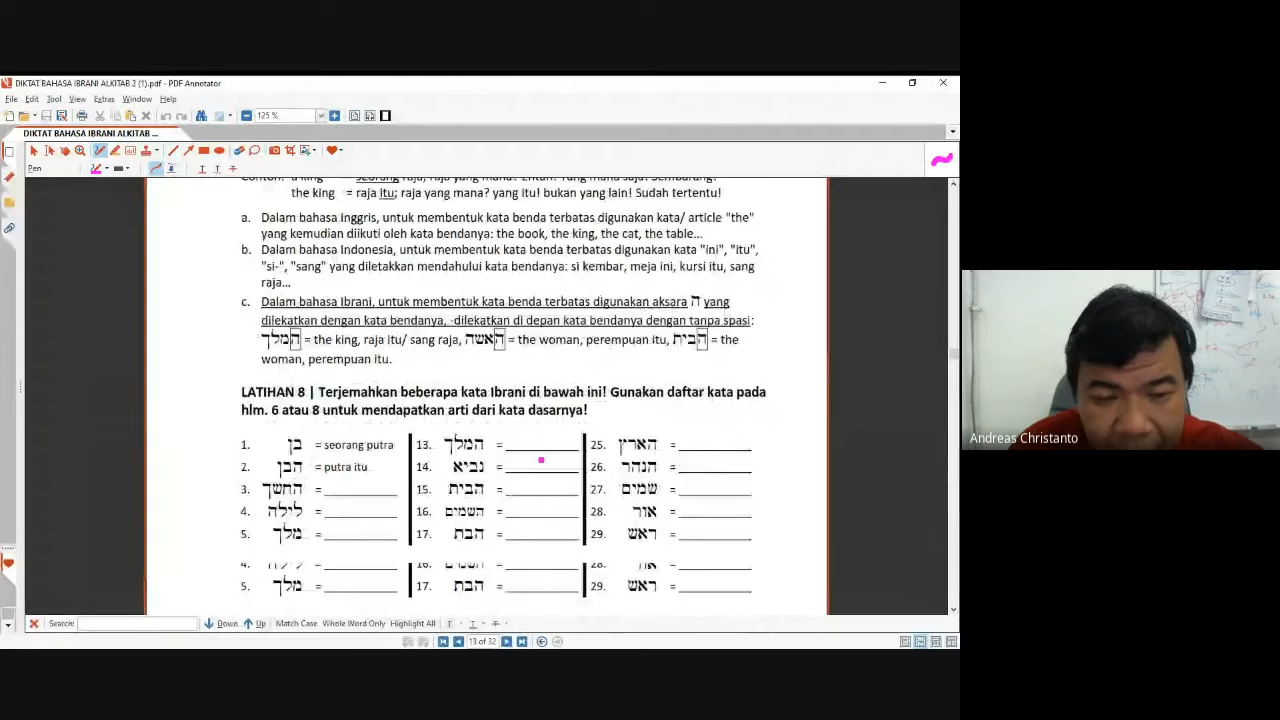 DIKTAT BAHASA IBRANI ALKITAB 2 (1).pdf - PDF Annotator
File Edit Tool View Extras Window Help
125 %
DIKTAT BAHASA IBRANI ALKITAB ...
Pen
the king = raja itu; raja yang mana? yang itu! bukan yang lain! Sudah tertentu!
a. Dalam bahasa Inggris, untuk membentuk kata benda terbatas digunakan kata/ article "the"
yang kemudian diikuti oleh kata bendanya: the book, the king, the cat, the table...
b. Dalam bahasa Indonesia, untuk membentuk kata benda terbatas digunakan kata "ini", "itu",
"si-", "sang" yang diletakkan mendahului kata bendanya: si kembar, meja ini, kursi itu, sang
raja...
c. Dalam bahasa Ibrani, untuk membentuk kata benda terbatas digunakan aksara ה yang
dilekatkan dengan kata bendanya, -dilekatkan di depan kata bendanya dengan tanpa spasi:
המלך = the king, raja itu/ sang raja, האשה = the woman, perempuan itu, הבית = the
woman, perempuan itu.
LATIHAN 8 | Terjemahkan beberapa kata Ibrani di bawah ini! Gunakan daftar kata pada
hlm. 6 atau 8 untuk mendapatkan arti dari kata dasarnya!
1. בן = seorang putra 13. המלך = 25. הארץ =
2. הבן = putra itu 14. נביא = 26. הנהר =
3. החשך = 15. הבית = 27. שמים =
4. לילה = 16. השמים = 28. אור =
5. מלך = 17. הבת = 29. ראש =
5. מלך = 17. הבת = 29. ראש =
Search: Down Up Match Case Whole Word Only Highlight All
13 of 32
Andreas Christanto